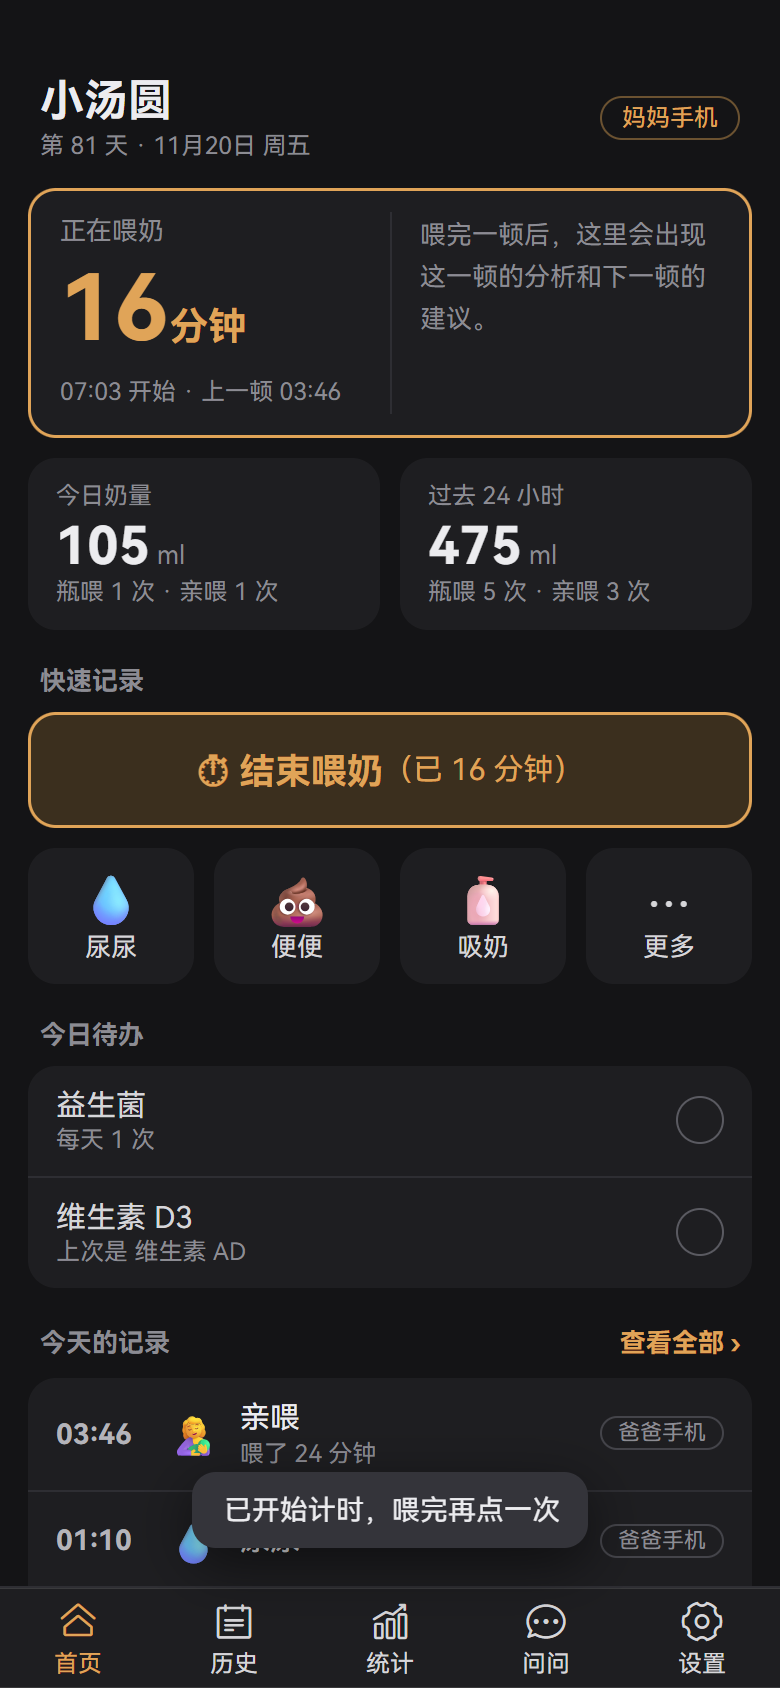 小汤圆
第 81 天 · 11月20日 周五
妈妈手机
正在喂奶
16分钟
07:03 开始 · 上一顿 03:46
喂完一顿后，这里会出现
这一顿的分析和下一顿的
建议。
今日奶量
105 ml
瓶喂 1 次 · 亲喂 1 次
过去 24 小时
475 ml
瓶喂 5 次 · 亲喂 3 次
快速记录
结束喂奶（已 16 分钟）
尿尿
便便
吸奶
更多
今日待办
益生菌
每天 1 次
维生素 D3
上次是 维生素 AD
今天的记录
查看全部 ›
03:46
亲喂
喂了 24 分钟
爸爸手机
已开始计时，喂完再点一次
01:10
爸爸手机
首页
历史
统计
问问
设置